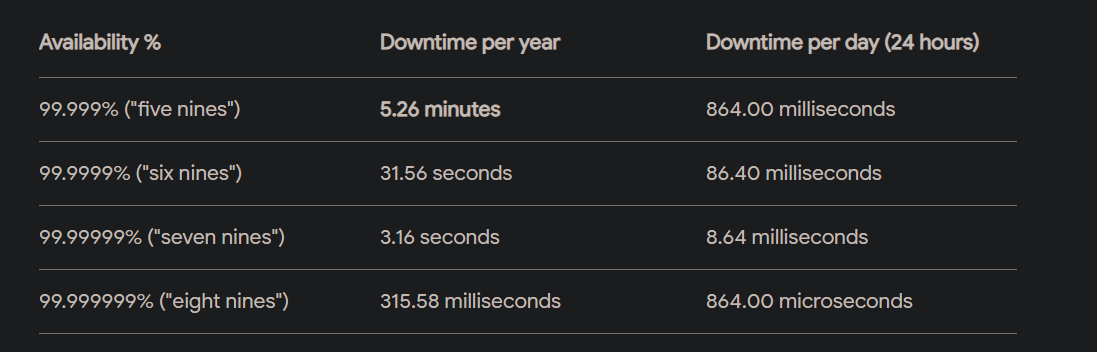 Availability % Downtime per year Downtime per day (24 hours)
99.999% ("five nines") 5.26 minutes 864.00 milliseconds
99.9999% ("six nines") 31.56 seconds 86.40 milliseconds
99.99999% ("seven nines") 3.16 seconds 8.64 milliseconds
99.999999% ("eight nines") 315.58 milliseconds 864.00 microseconds